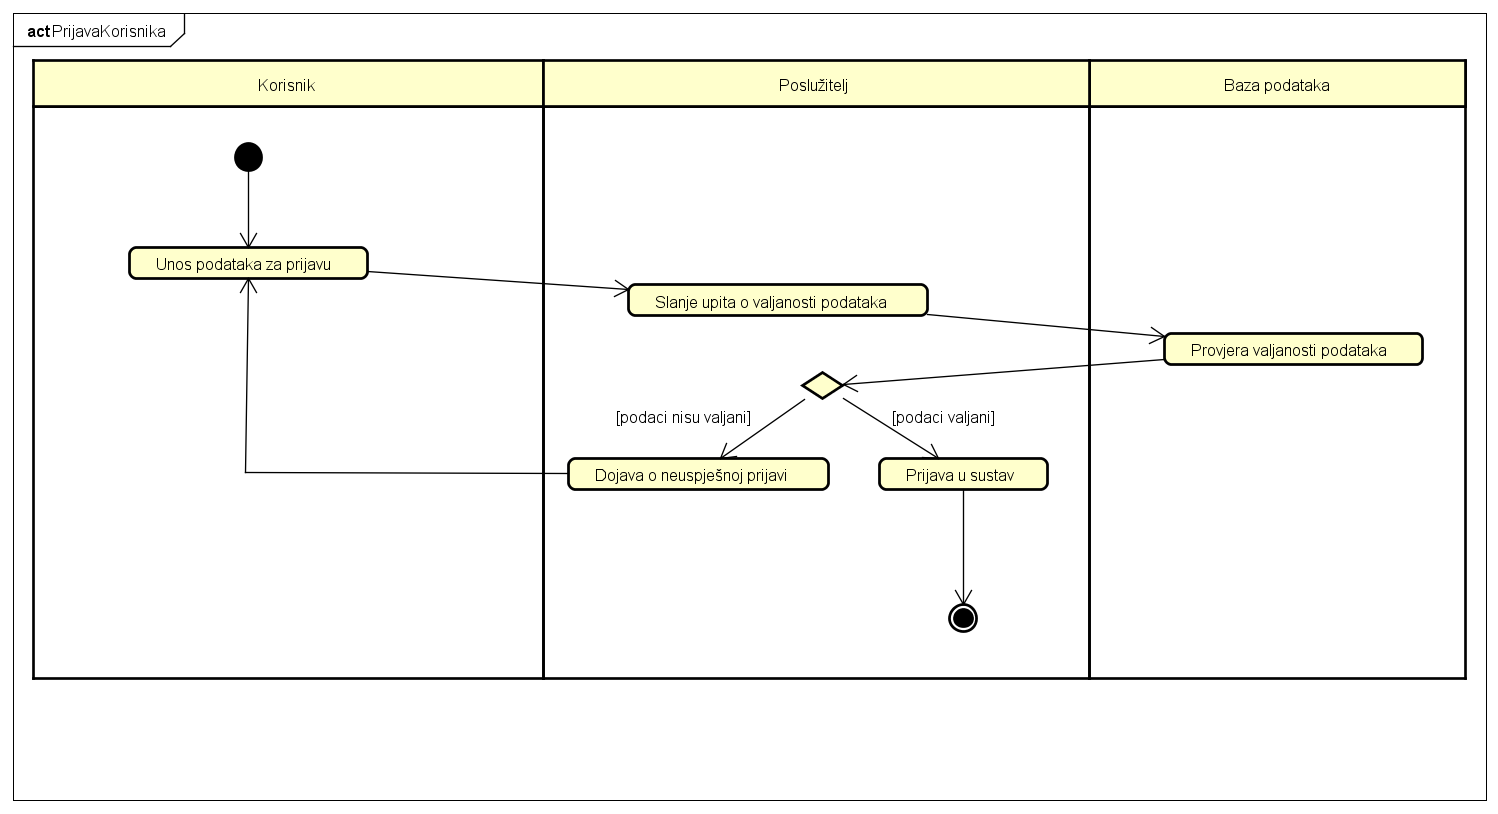 act PrijavaKorisnika
Korisnik
Poslužitelj
Baza podataka
Unos podataka za prijavu
Slanje upita o valjanosti podataka
Provjera valjanosti podataka
[podaci nisu valjani]
[podaci valjani]
Dojava o neuspješnoj prijavi
Prijava u sustav